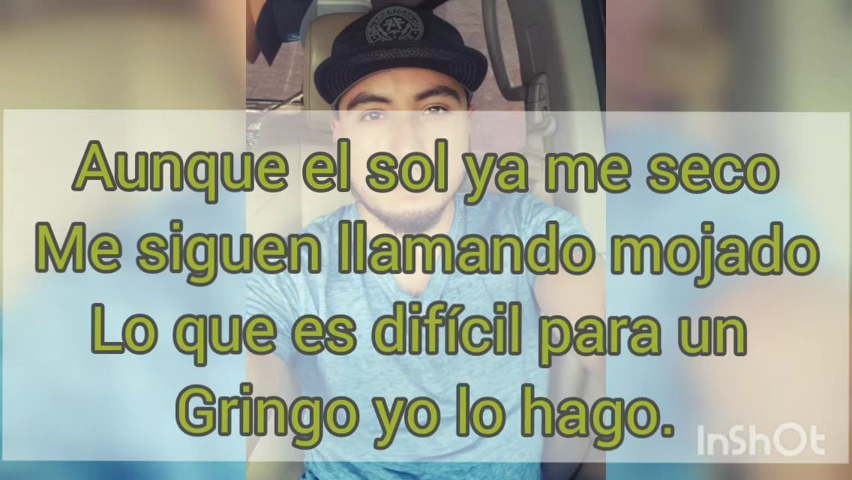 Aunque el sol ya me seco
Me siguen llamando mojado
Lo que es difícil para un
Gringo yo lo hago.
InShOt